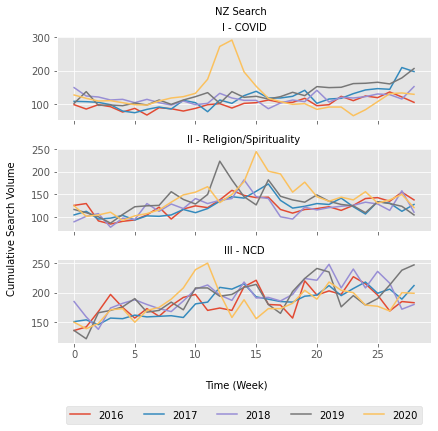 NZ Search
I - COVID
300
200
100
II - Religion/Spirituality
250
200
150
100
III - NCD
250
200
150
0
5
10
15
20
25
Cumulative Search Volume
Time (Week)
2016 2017 2018 2019 2020